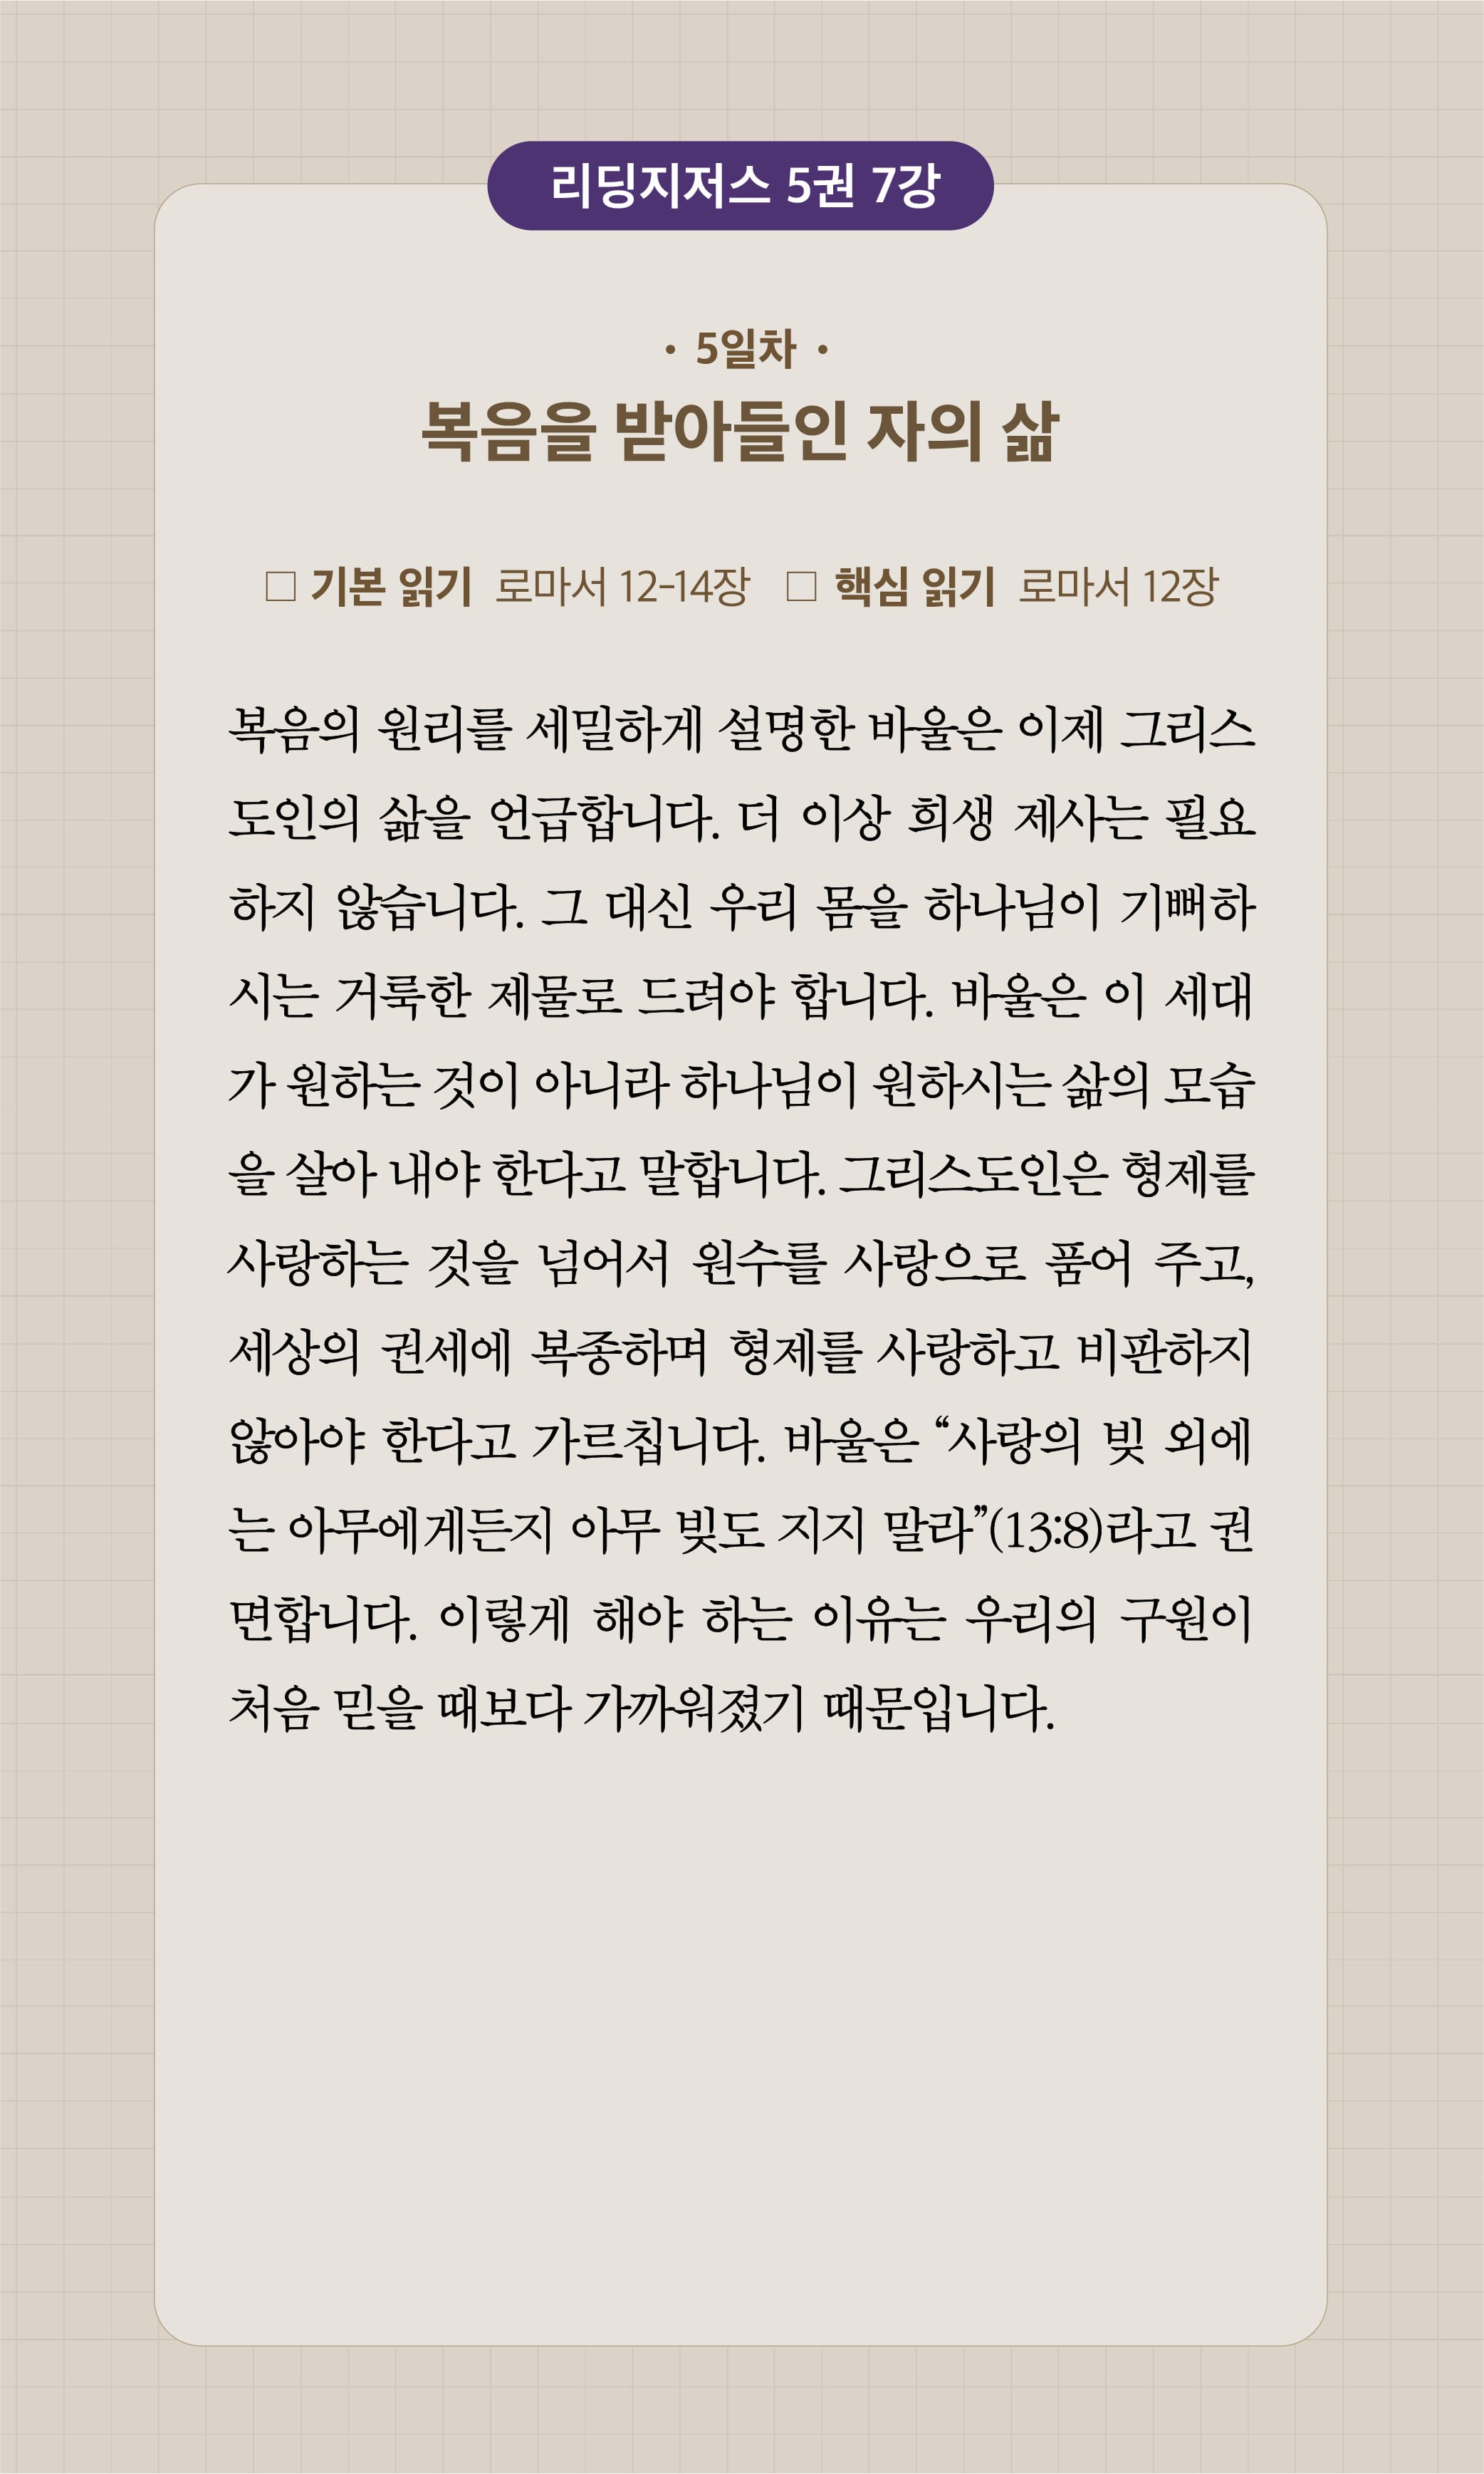 리딩지저스 5권 7강
· 5일차 ·
복음을 받아들인 자의 삶
□ 기본 읽기 로마서 12-14장 □ 핵심 읽기 로마서 12장
복음의 원리를 세밀하게 설명한 바울은 이제 그리스
도인의 삶을 언급합니다. 더 이상 희생 제사는 필요
하지 않습니다. 그 대신 우리 몸을 하나님이 기뻐하
시는 거룩한 제물로 드려야 합니다. 바울은 이 세대
가 원하는 것이 아니라 하나님이 원하시는 삶의 모습
을 살아 내야 한다고 말합니다. 그리스도인은 형제를
사랑하는 것을 넘어서 원수를 사랑으로 품어 주고,
세상의 권세에 복종하며 형제를 사랑하고 비판하지
않아야 한다고 가르칩니다. 바울은 “사랑의 빚 외에
는 아무에게든지 아무 빚도 지지 말라”(13:8)라고 권
면합니다. 이렇게 해야 하는 이유는 우리의 구원이
처음 믿을 때보다 가까워졌기 때문입니다.